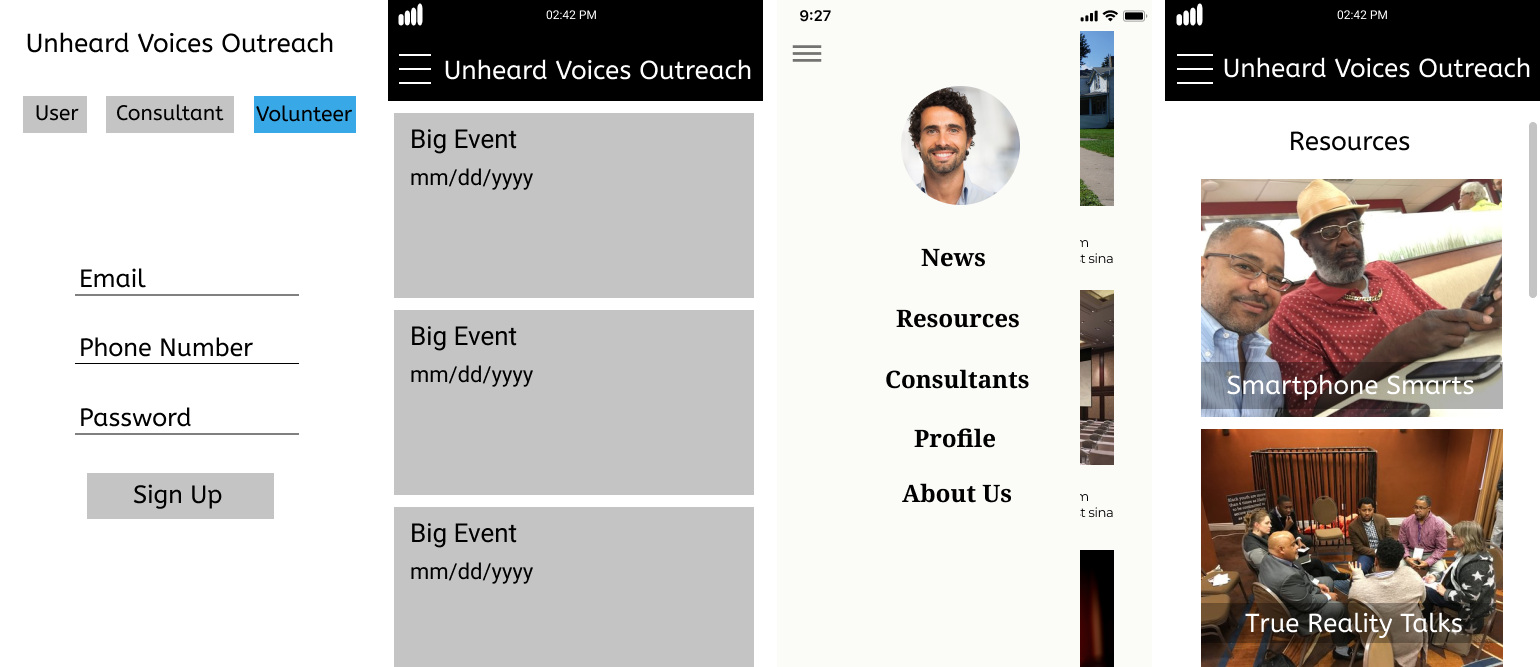 Unheard Voices Outreach
User
Consultant
Volunteer
Email
Phone Number
Password
Sign Up
02:42 PM
Unheard Voices Outreach
Big Event
mm/dd/yyyy
Big Event
mm/dd/yyyy
Big Event
mm/dd/yyyy
9:27
News
Resources
Consultants
Profile
About Us
m
t sina
m
t sina
02:42 PM
Unheard Voices Outreach
Resources
Smartphone Smarts
True Reality Talks